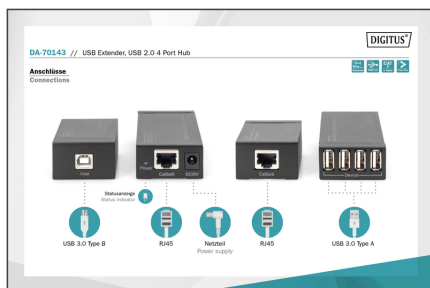 DIGITUS®
DA-70143 // USB Extender, USB 2.0 4 Port Hub
Anschlüsse
Connections
Host
Power
Cat5e/6
DC/5V
Cat5e/6
Device
Statusanzeige
Status indicator
USB 3.0 Type B
RJ45
Netzteil
Power supply
RJ45
USB 3.0 Type A